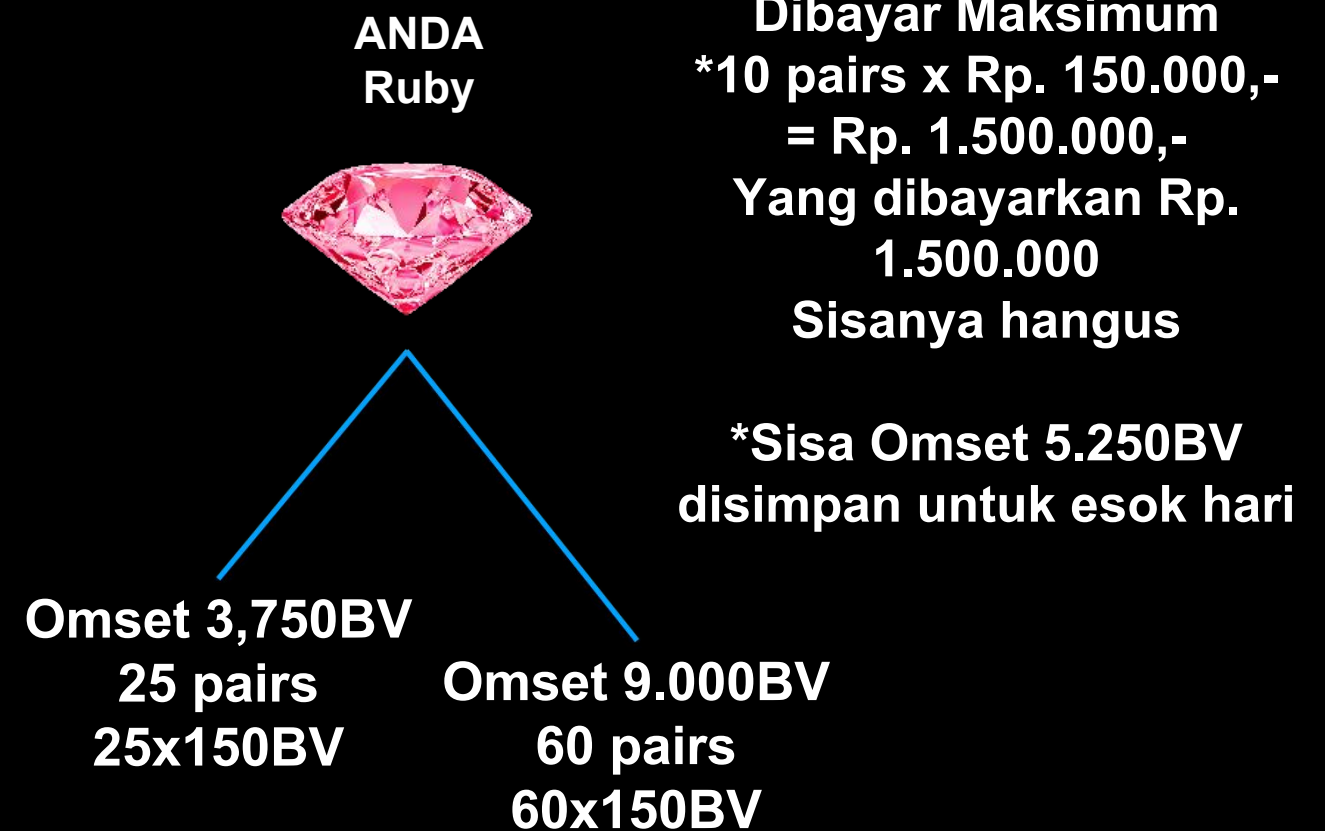 ANDA
Ruby
Dibayar Maksimum
*10 pairs x Rp. 150.000,-
= Rp. 1.500.000,-
Yang dibayarkan Rp.
1.500.000
Sisanya hangus
*Sisa Omset 5.250BV
disimpan untuk esok hari
Omset 3,750BV
25 pairs
25x150BV
Omset 9.000BV
60 pairs
60x150BV